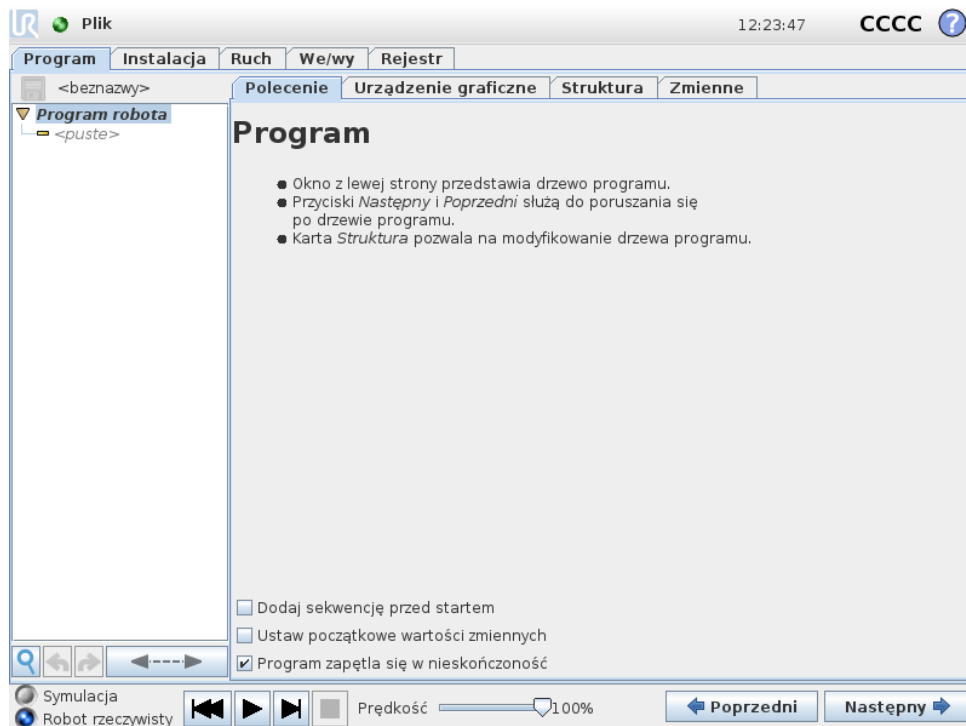 UR Plik 12:23:47 CCCC ?
Program Instalacja Ruch We/wy Rejestr
<beznazwy>
Polecenie Urządzenie graficzne Struktura Zmienne
Program robota
<puste>
Program
Okno z lewej strony przedstawia drzewo programu.
Przyciski Następny i Poprzedni służą do poruszania się
po drzewie programu.
Karta Struktura pozwala na modyfikowanie drzewa programu.
Dodaj sekwencję przed startem
Ustaw początkowe wartości zmiennych
Program zapętla się w nieskończoność
Symulacja
Robot rzeczywisty
Prędkość 100%
Poprzedni Następny